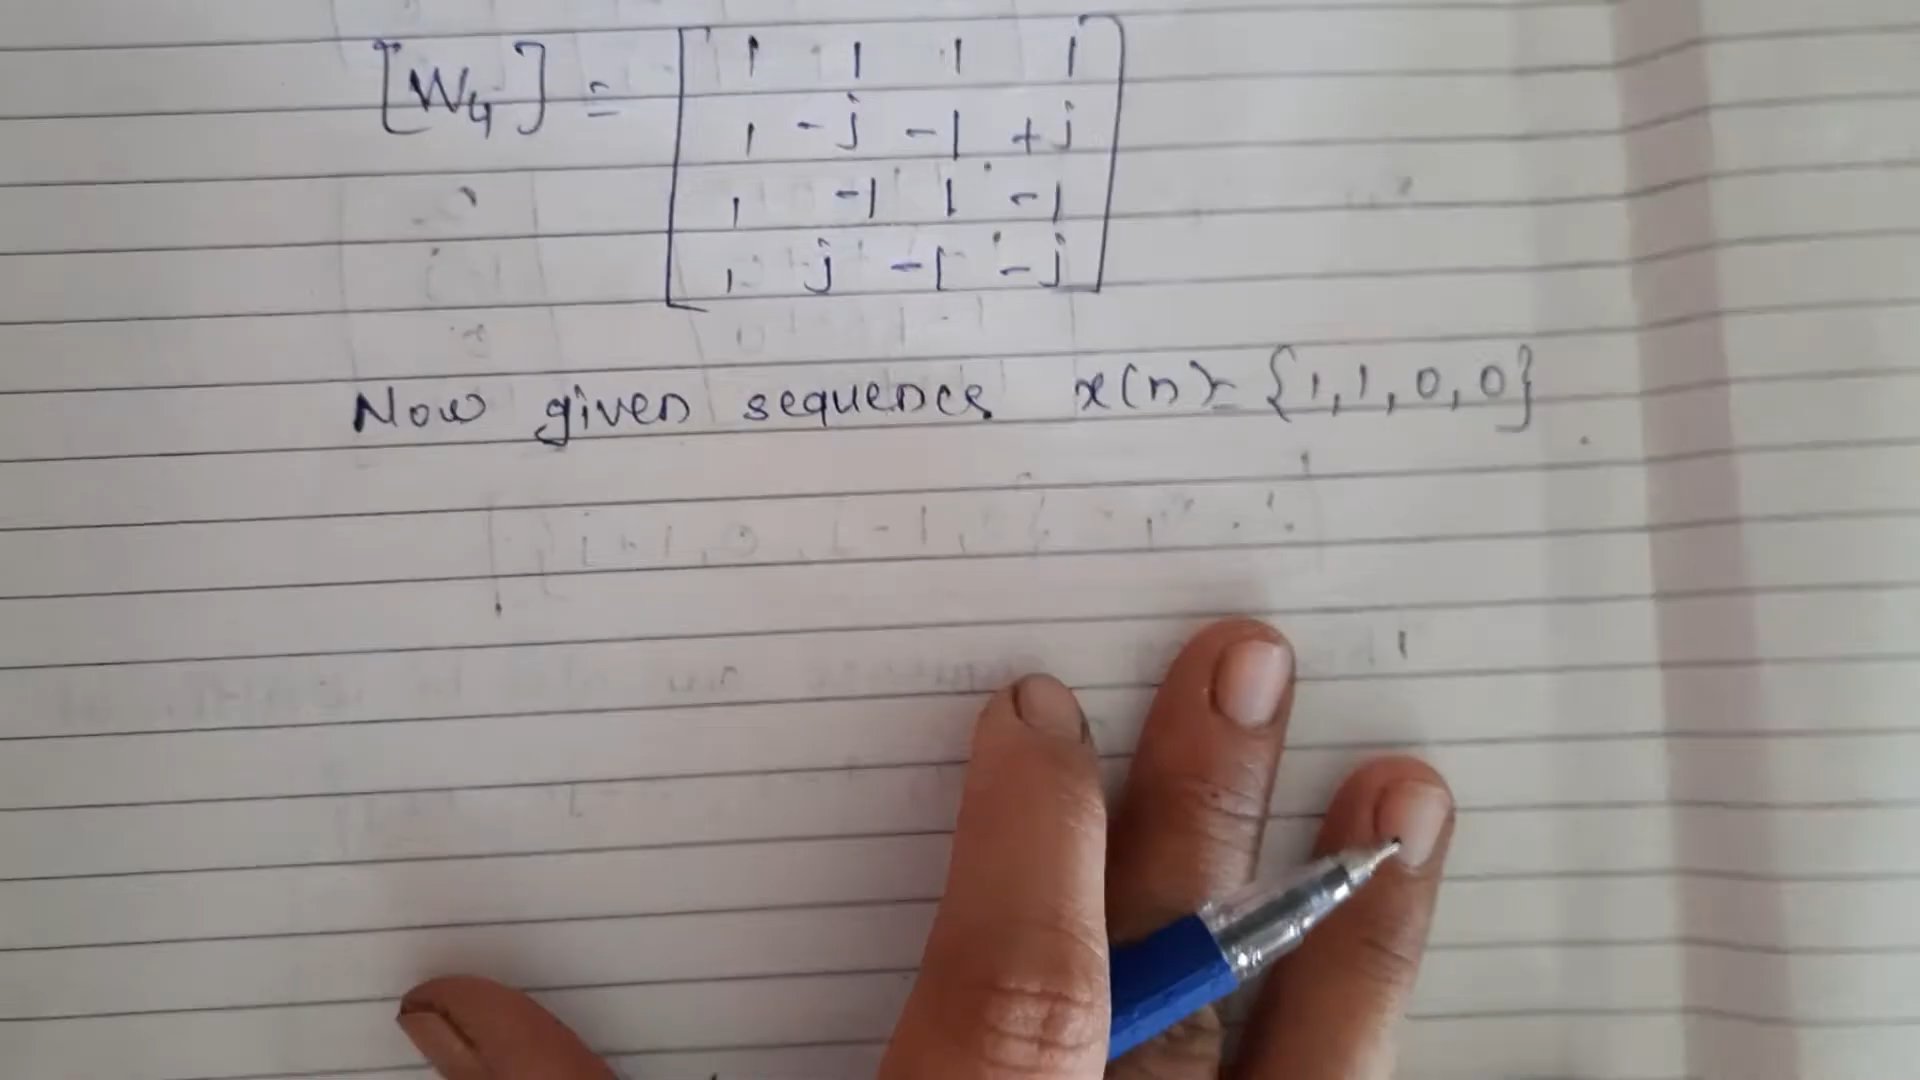 [W4] = [ 1 1 1 1
1 -j -1 +j
1 -1 1 -1
1 j -1 -j ]
Now given sequence x(n) = {1,1,0,0}